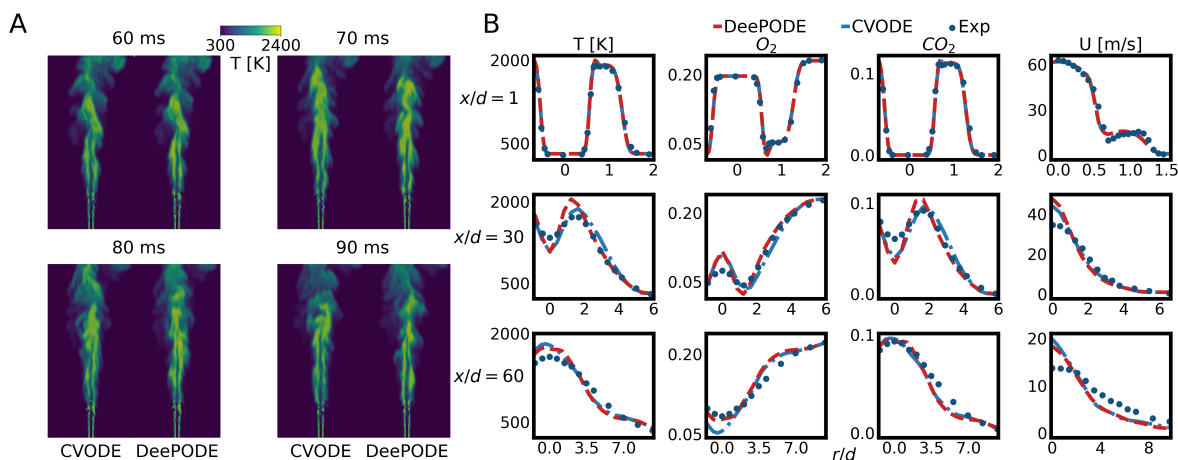 A
60 ms
300 2400
T [K]
70 ms
80 ms
90 ms
CVODE DeePODE CVODE DeePODE
B
DeePODE CVODE Exp
T [K] O2 CO2 U [m/s]
x/d = 1
2000
500
0 1 2
0.20
0.05
0 1 2
0.1
0.0
0 1 2
60
30
0
0.0 0.5 1.0 1.5
x/d = 30
2000
500
0 2 4 6
0.20
0.05
0 2 4 6
0.1
0.0
0 2 4 6
40
20
0
0 2 4 6
x/d = 60
2000
500
0.0 3.5 7.0
0.20
0.05
0.0 3.5 7.0
0.1
0.0
0.0 3.5 7.0
20
10
0
0 4 8
r/d